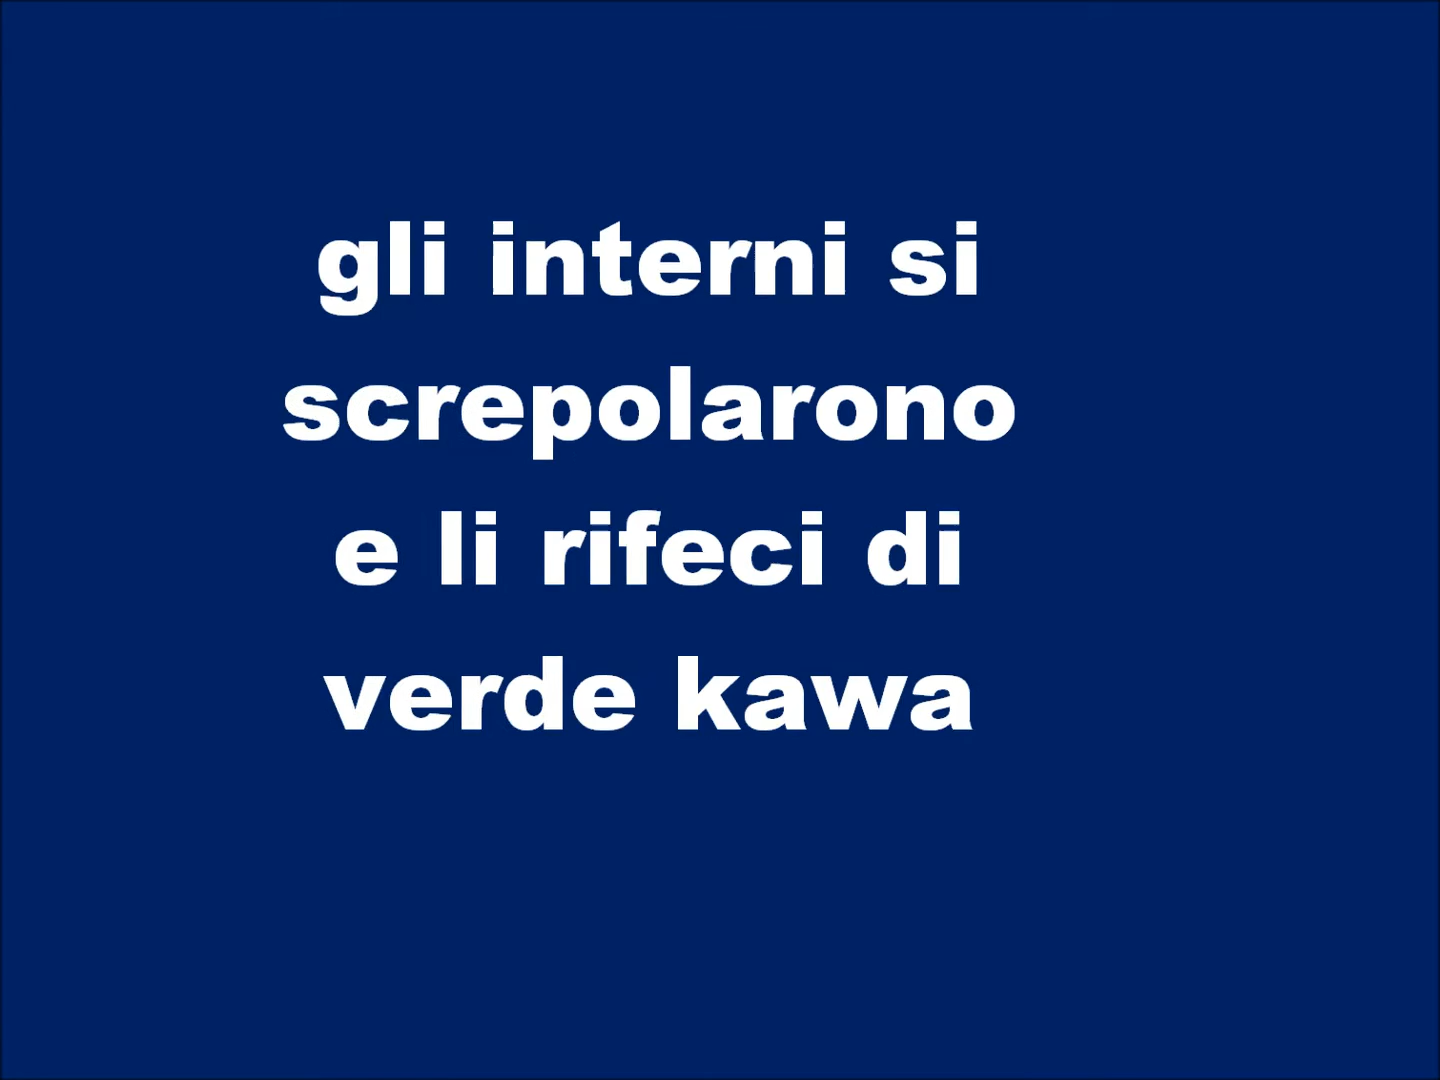 gli interni si
screpolarono
e li rifeci di
verde kawa